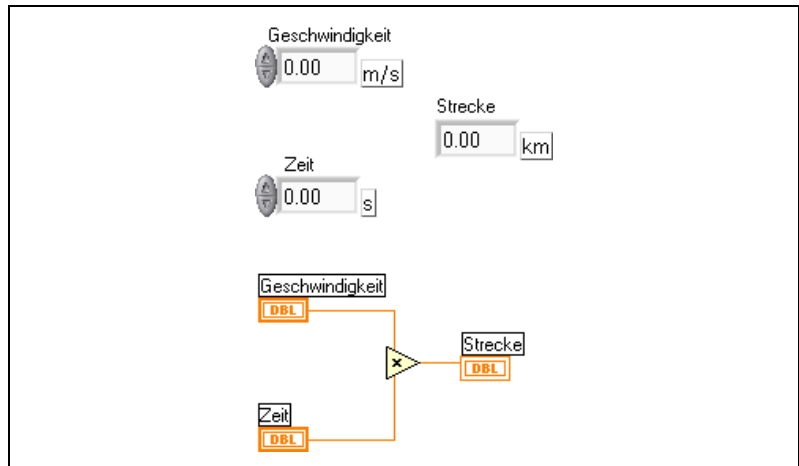 Geschwindigkeit
0.00 m/s
Strecke
0.00 km
Zeit
0.00 s
Geschwindigkeit
DBL
Strecke
DBL
Zeit
DBL